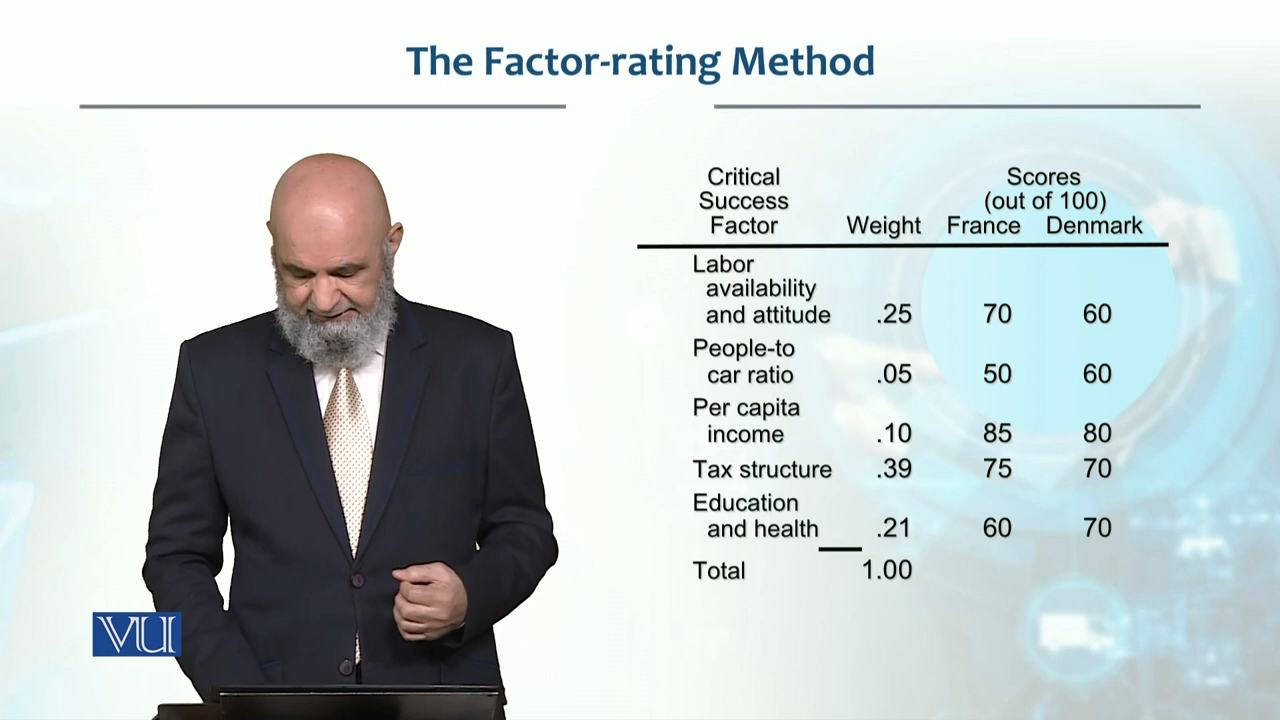 The Factor-rating Method
Critical
Success
Factor
Weight
Scores
(out of 100)
France Denmark
Labor
availability
and attitude .25 70 60
People-to
car ratio .05 50 60
Per capita
income .10 85 80
Tax structure .39 75 70
Education
and health .21 60 70
Total 1.00
VU